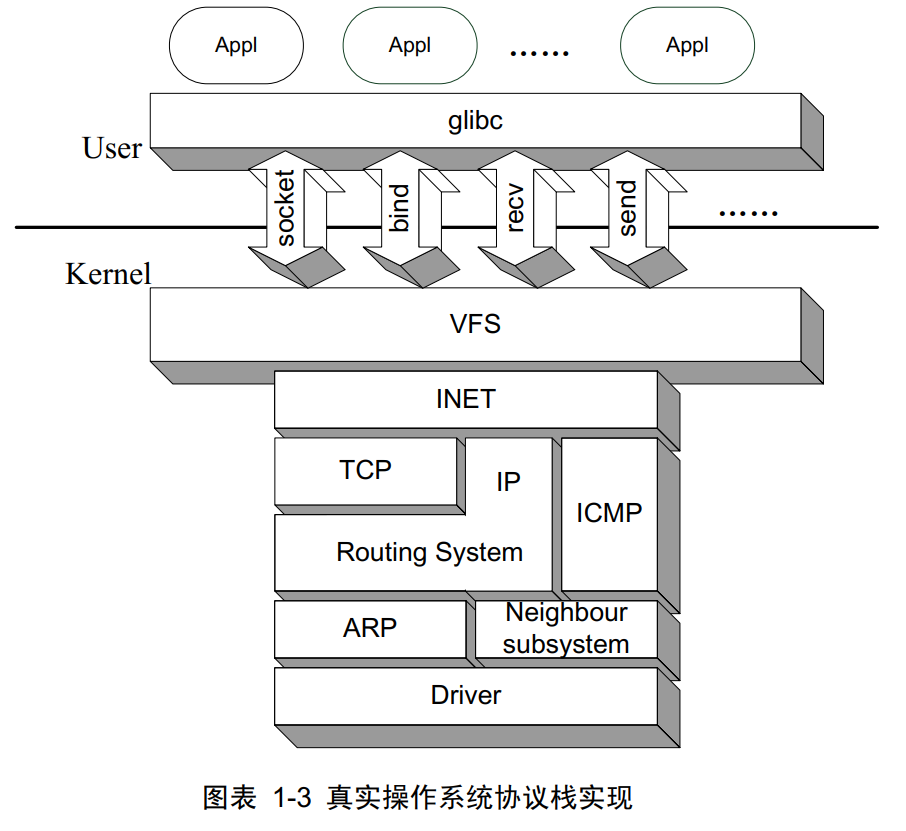 Appl
Appl
......
Appl
glibc
User
socket
bind
recv
send
......
Kernel
VFS
INET
TCP
IP
ICMP
Routing System
ARP
Neighbour
subsystem
Driver
图表 1-3 真实操作系统协议栈实现